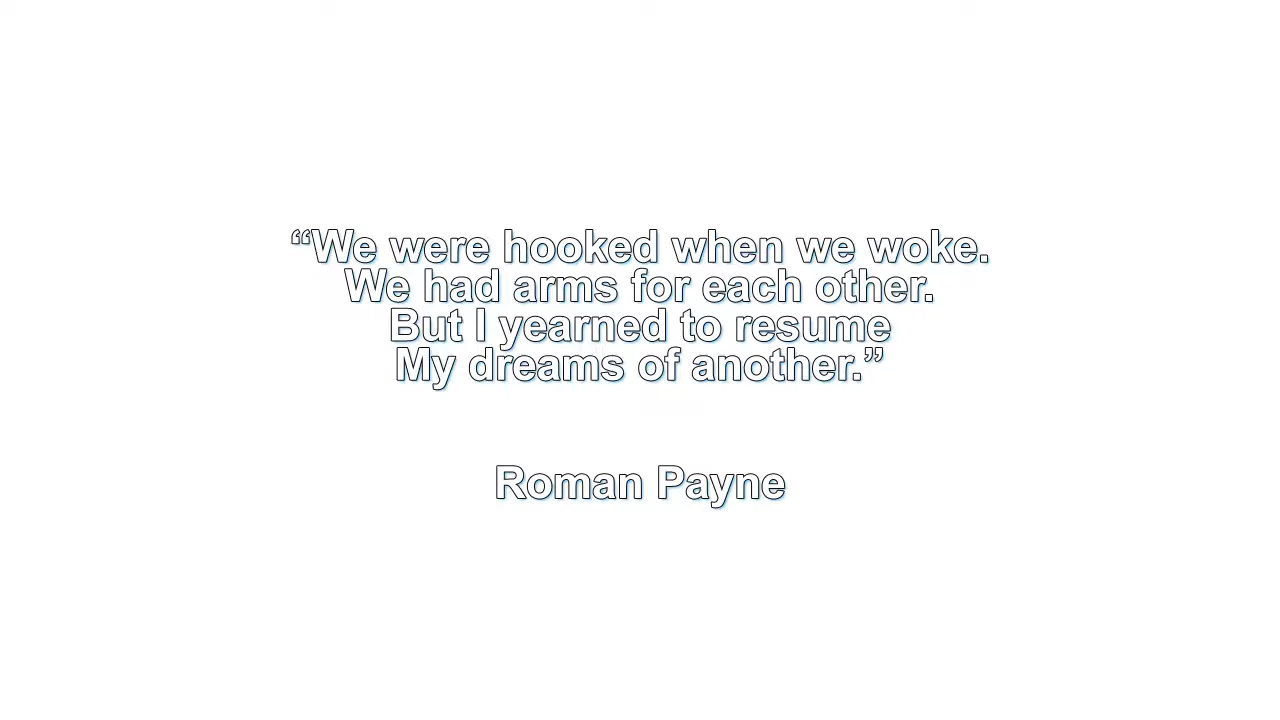 “We were hooked when we woke.
We had arms for each other.
But I yearned to resume
My dreams of another.”
Roman Payne